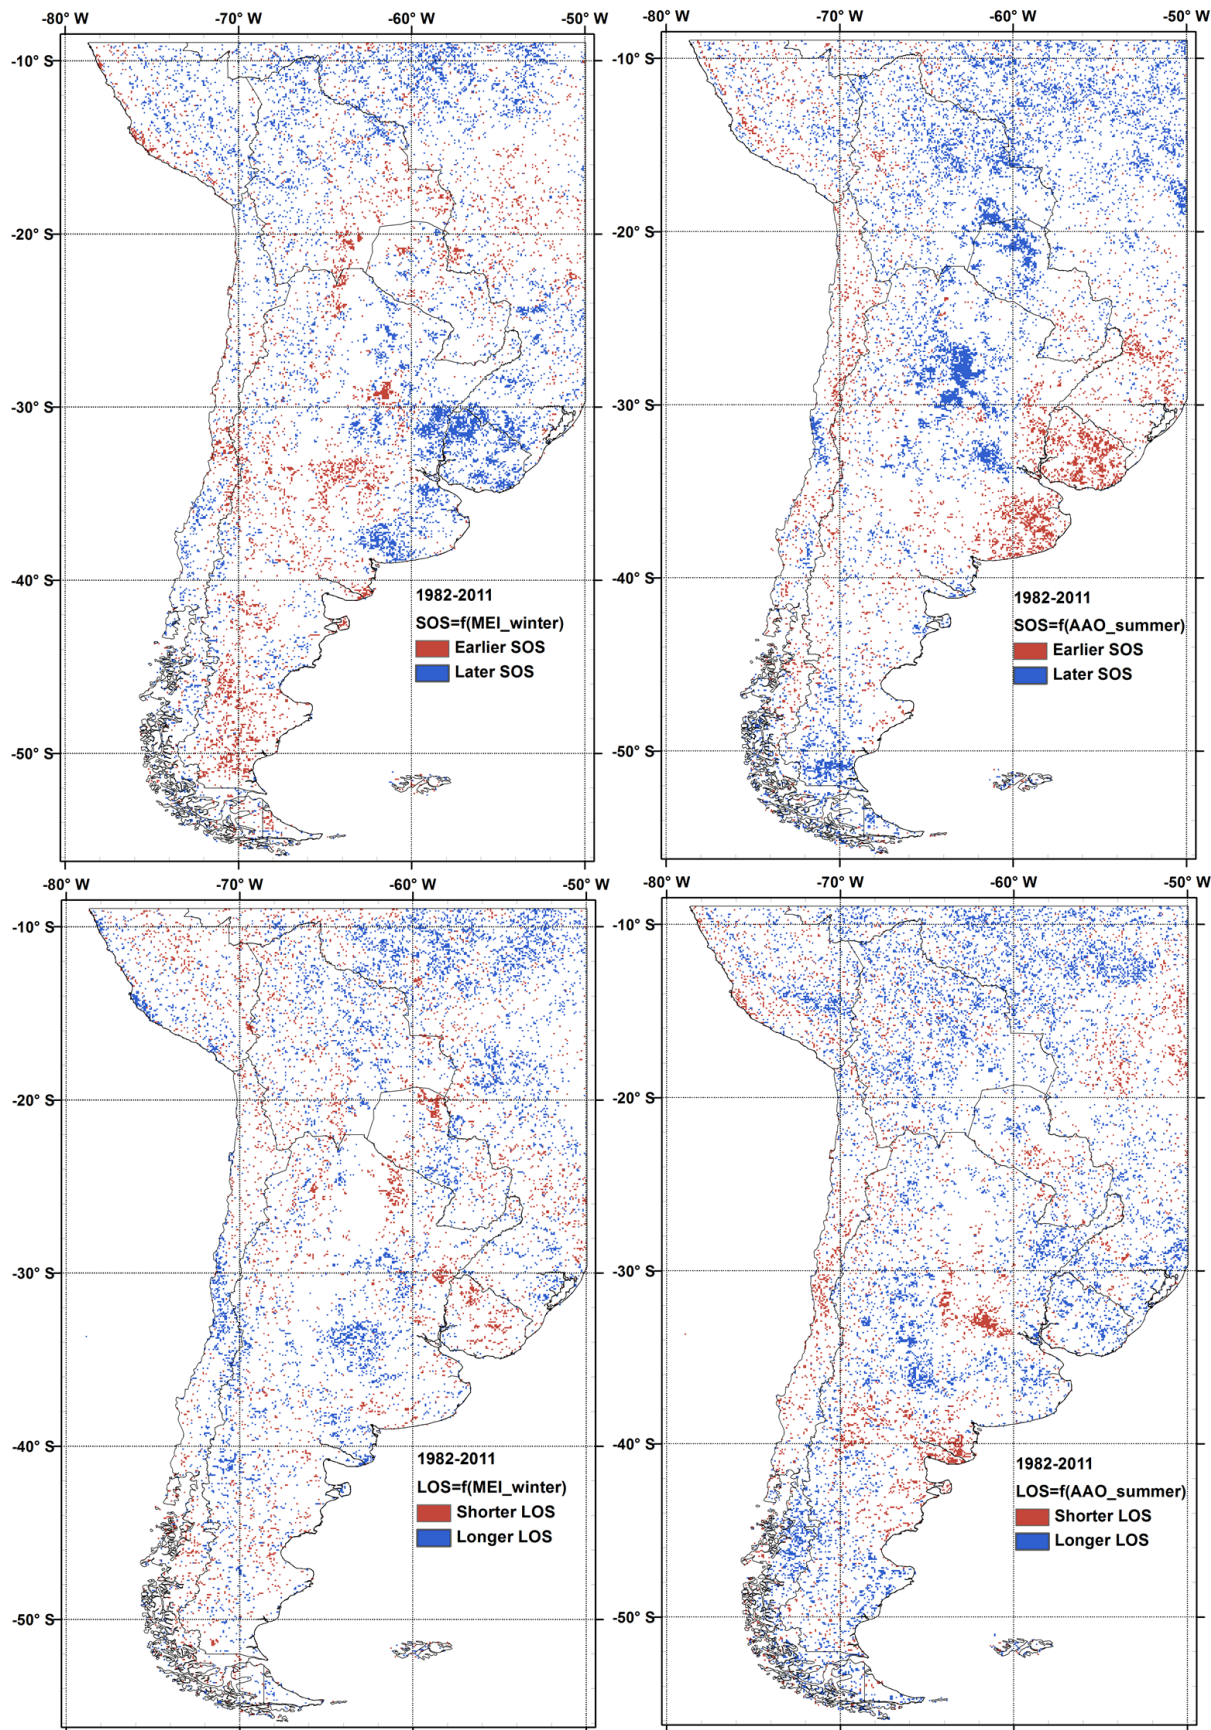 -80° W -70° W -60° W -50° W
-10° S
-20° S
-30° S
-40° S
-50° S
1982-2011
SOS=f(MEI_winter)
Earlier SOS
Later SOS
-80° W -70° W -60° W -50° W
-10° S
-20° S
-30° S
-40° S
-50° S
1982-2011
SOS=f(AAO_summer)
Earlier SOS
Later SOS
-80° W -70° W -60° W -50° W
-10° S
-20° S
-30° S
-40° S
-50° S
1982-2011
LOS=f(MEI_winter)
Shorter LOS
Longer LOS
-80° W -70° W -60° W -50° W
-10° S
-20° S
-30° S
-40° S
-50° S
1982-2011
LOS=f(AAO_summer)
Shorter LOS
Longer LOS